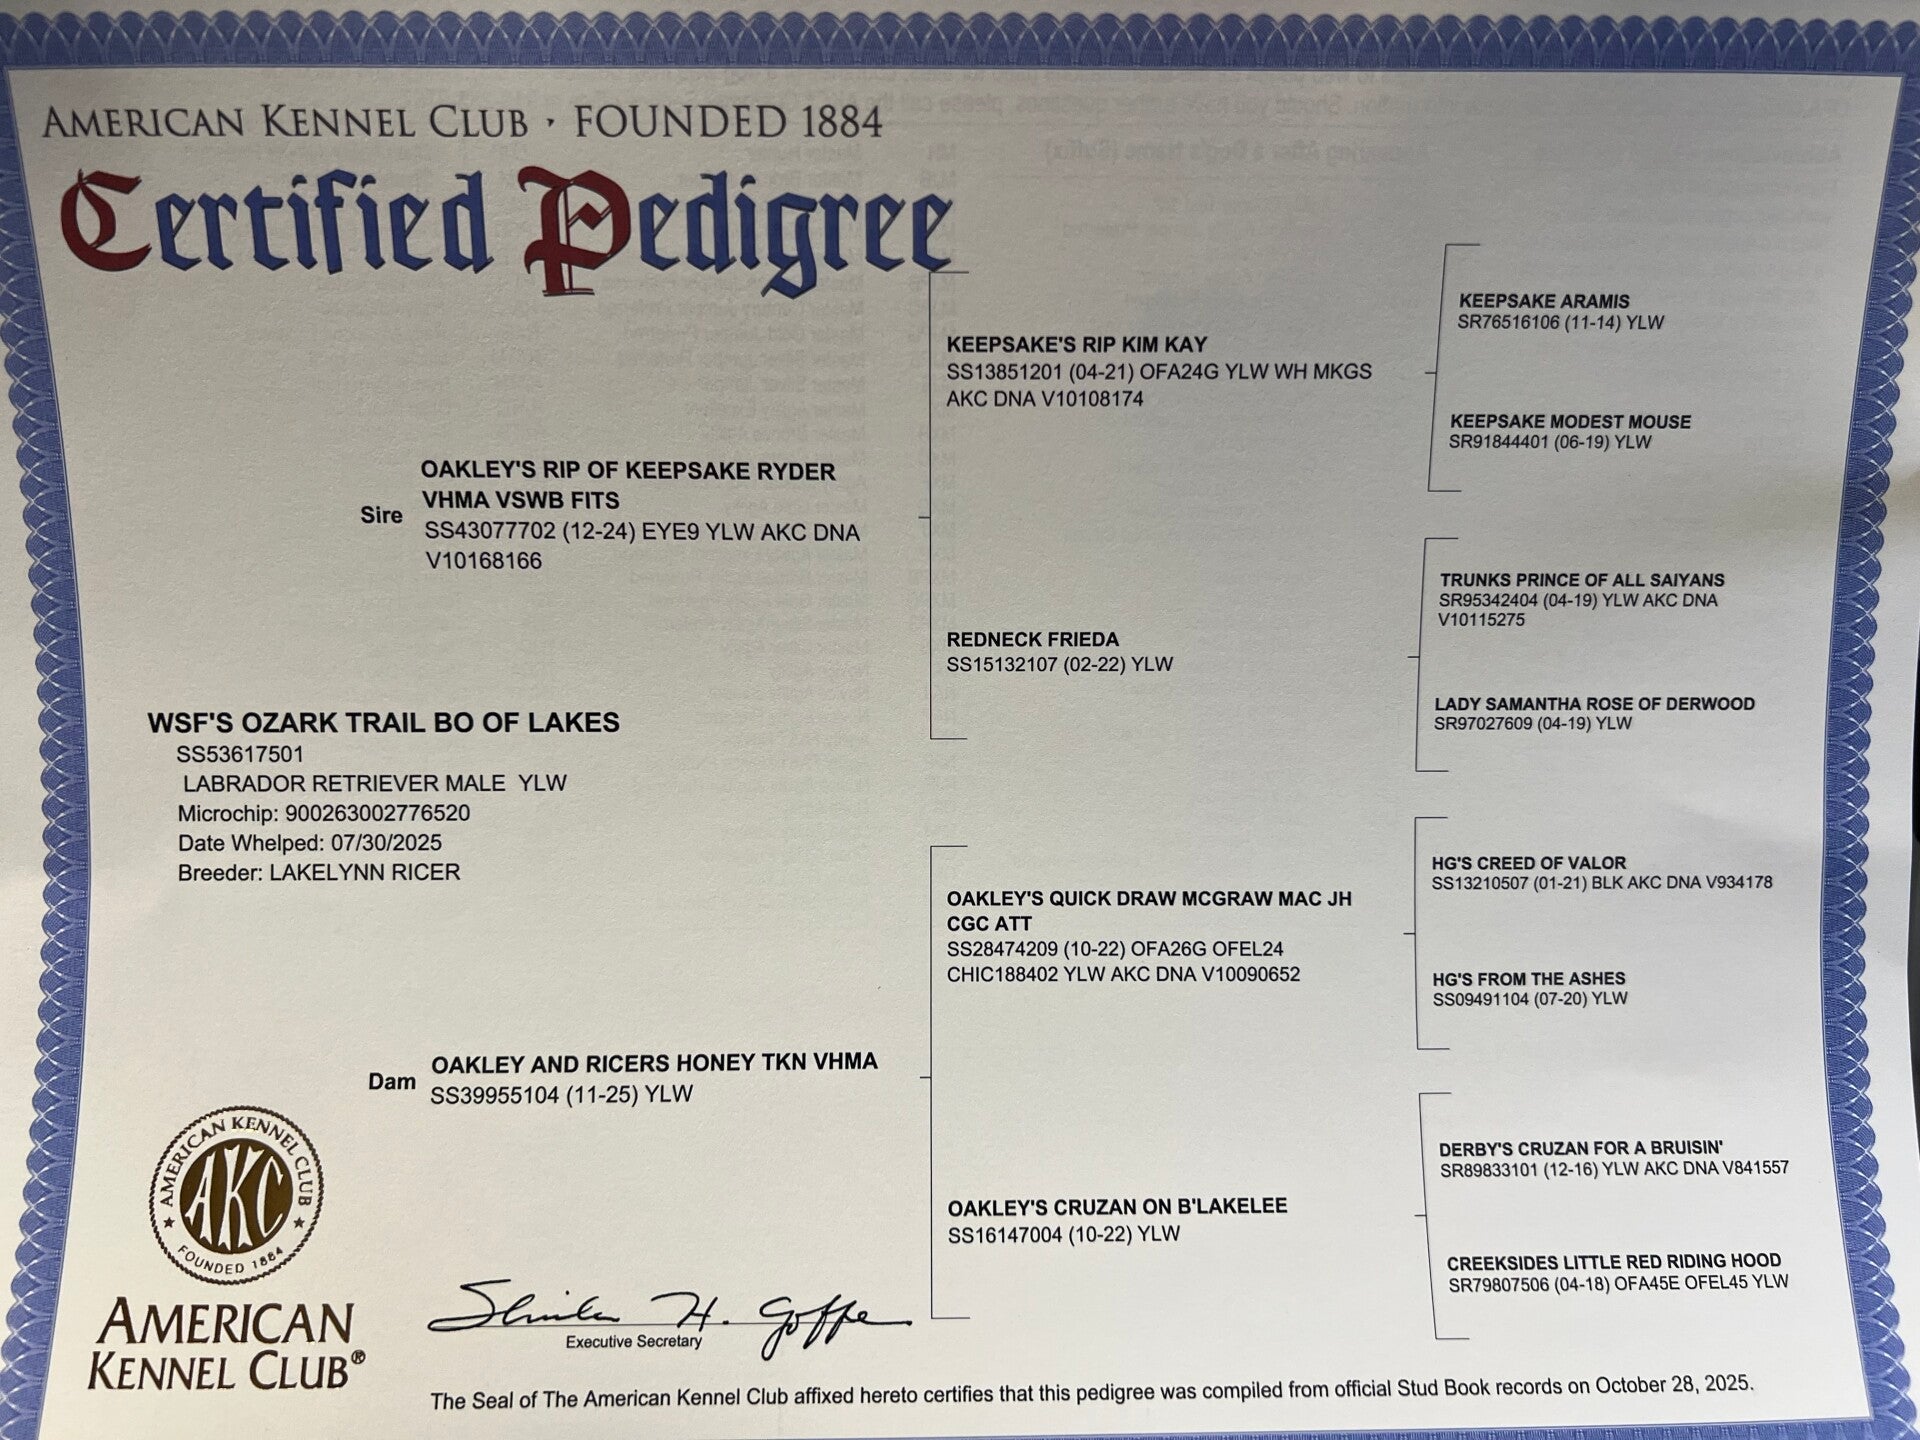 AMERICAN KENNEL CLUB · FOUNDED 1884
Certified Pedigree
KEEPSAKE ARAMIS
SR76516106 (11-14) YLW
KEEPSAKE'S RIP KIM KAY
SS13851201 (04-21) OFA24G YLW WH MKGS
AKC DNA V10108174
KEEPSAKE MODEST MOUSE
SR91844401 (06-19) YLW
Sire
OAKLEY'S RIP OF KEEPSAKE RYDER
VHMA VSWB FITS
SS43077702 (12-24) EYE9 YLW AKC DNA
V10168166
TRUNKS PRINCE OF ALL SAIYANS
SR95342404 (04-19) YLW AKC DNA
V10115275
REDNECK FRIEDA
SS15132107 (02-22) YLW
LADY SAMANTHA ROSE OF DERWOOD
SR97027609 (04-19) YLW
WSF'S OZARK TRAIL BO OF LAKES
SS53617501
LABRADOR RETRIEVER MALE YLW
Microchip: 900263002776520
Date Whelped: 07/30/2025
Breeder: LAKELYNN RICER
HG'S CREED OF VALOR
SS13210507 (01-21) BLK AKC DNA V934178
OAKLEY'S QUICK DRAW MCGRAW MAC JH
CGC ATT
SS28474209 (10-22) OFA26G OFEL24
CHIC188402 YLW AKC DNA V10090652
HG'S FROM THE ASHES
SS09491104 (07-20) YLW
Dam
OAKLEY AND RICERS HONEY TKN VHMA
SS39955104 (11-25) YLW
DERBY'S CRUZAN FOR A BRUISIN'
SR89833101 (12-16) YLW AKC DNA V841557
OAKLEY'S CRUZAN ON B'LAKELEE
SS16147004 (10-22) YLW
CREEKSIDES LITTLE RED RIDING HOOD
SR79807506 (04-18) OFA45E OFEL45 YLW
AMERICAN KENNEL CLUB
AKC
FOUNDED 1884
AMERICAN
KENNEL CLUB®
Executive Secretary
The Seal of The American Kennel Club affixed hereto certifies that this pedigree was compiled from official Stud Book records on October 28, 2025.